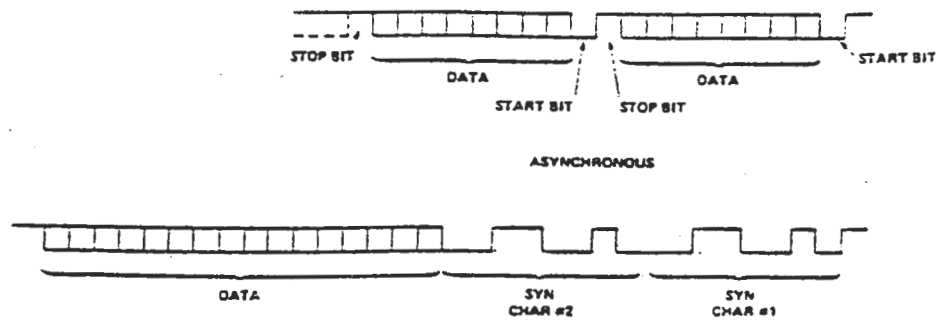 STOP BIT
DATA
START BIT
STOP BIT
DATA
START BIT
ASYNCHRONOUS
DATA
SYN
CHAR #2
SYN
CHAR #1